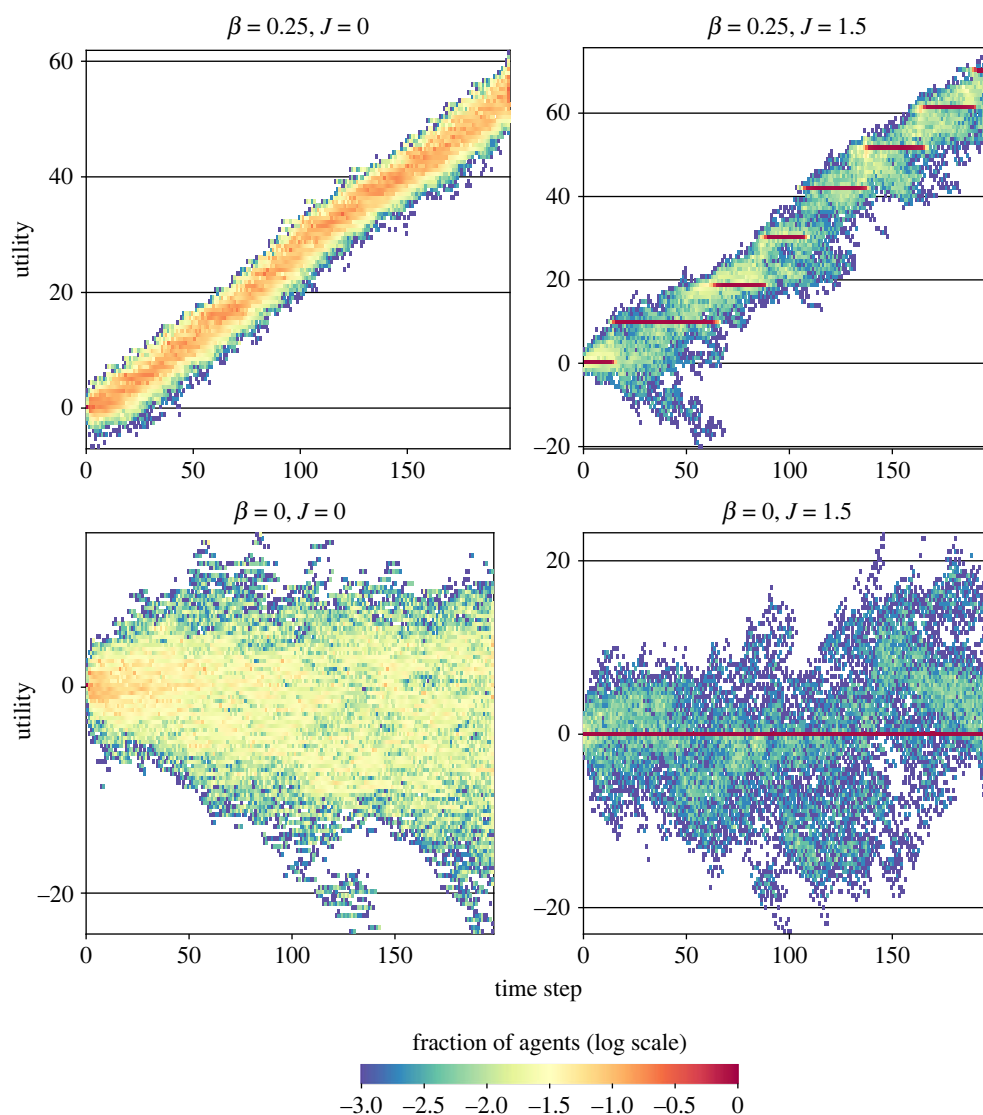 β = 0.25, J = 0
β = 0.25, J = 1.5
60
40
20
0
utility
0 50 100 150
60
40
20
0
–20
0 50 100 150
β = 0, J = 0
β = 0, J = 1.5
0
–20
utility
0 50 100 150
20
0
–20
0 50 100 150
time step
fraction of agents (log scale)
–3.0 –2.5 –2.0 –1.5 –1.0 –0.5 0